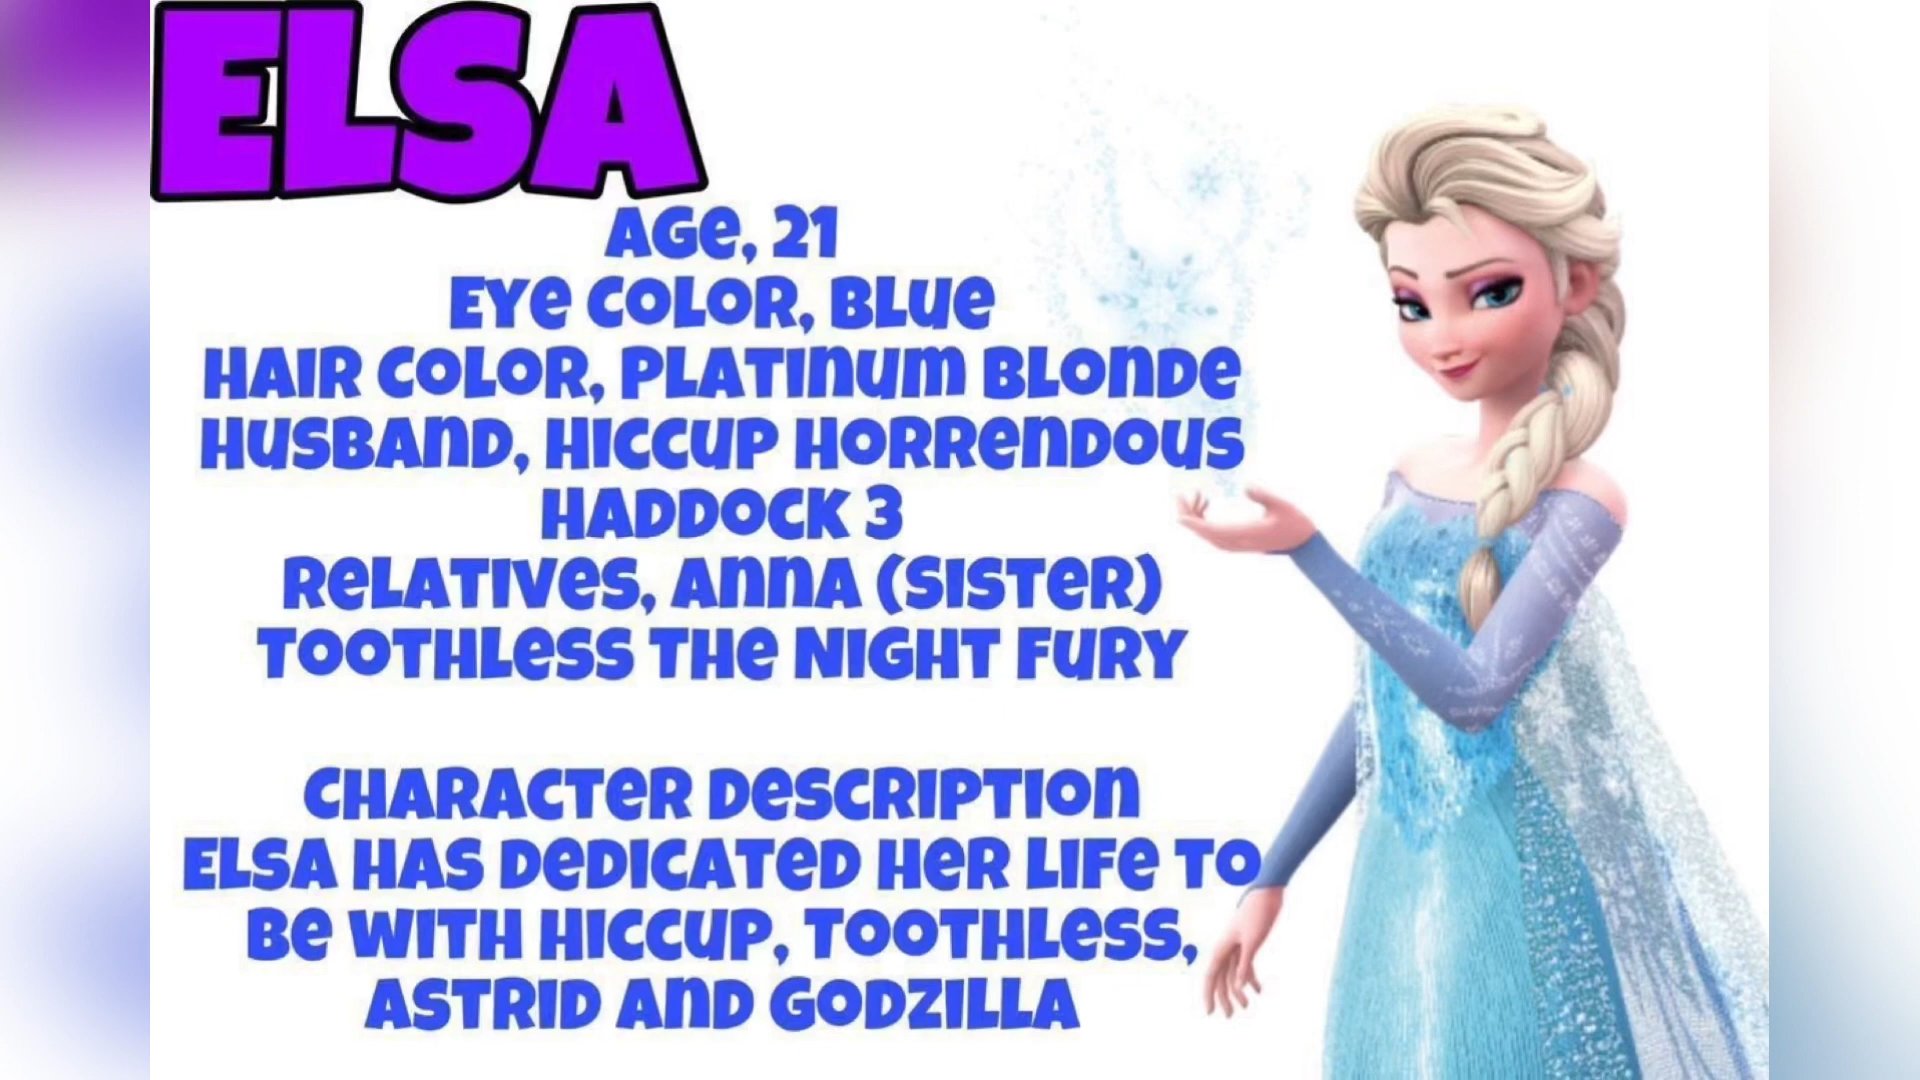 ELSA
AGe, 21
EYe COLOR, BLue
HAIR COLOR, PLATInum BLOnDe
HusBAnD, HICCuP HORRenDOus
HADDOCK 3
ReLATIVes, AnnA (SISTeR)
TOOTHLess THe NIGHT FuRY
CHARACTeR DesCRIPTIOn
ELSA HAS DeDICATeD HeR LIFe TO
Be WITH HICCuP, TOOTHLess,
ASTRID AnD GODZILLA